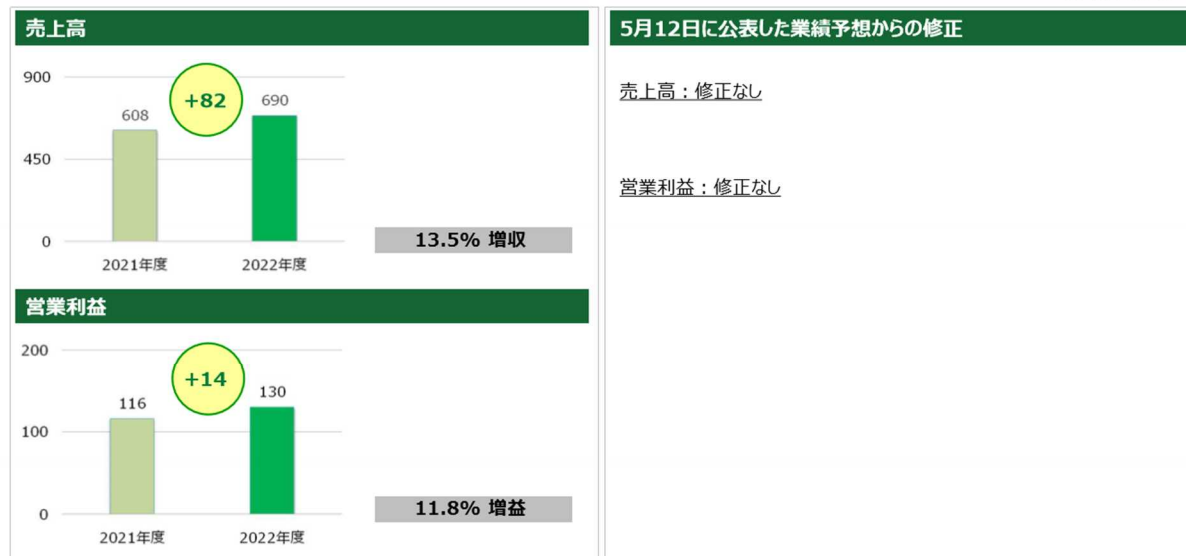 売上高
900
450
0
608
+82
690
2021年度
2022年度
13.5% 増収
営業利益
200
100
0
116
+14
130
2021年度
2022年度
11.8% 増益
5月12日に公表した業績予想からの修正
売上高：修正なし
営業利益：修正なし